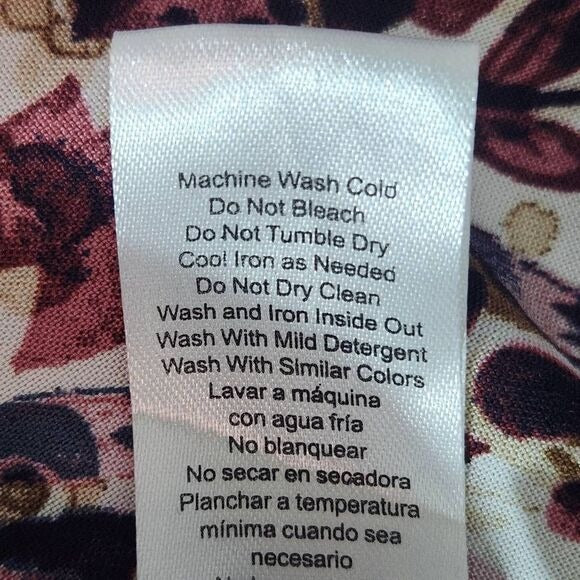 Machine Wash Cold
Do Not Bleach
Do Not Tumble Dry
Cool Iron as Needed
Do Not Dry Clean
Wash and Iron Inside Out
Wash With Mild Detergent
Wash With Similar Colors
Lavar a máquina
con agua fría
No blanquear
No secar en secadora
Planchar a temperatura
mínima cuando sea
necesario